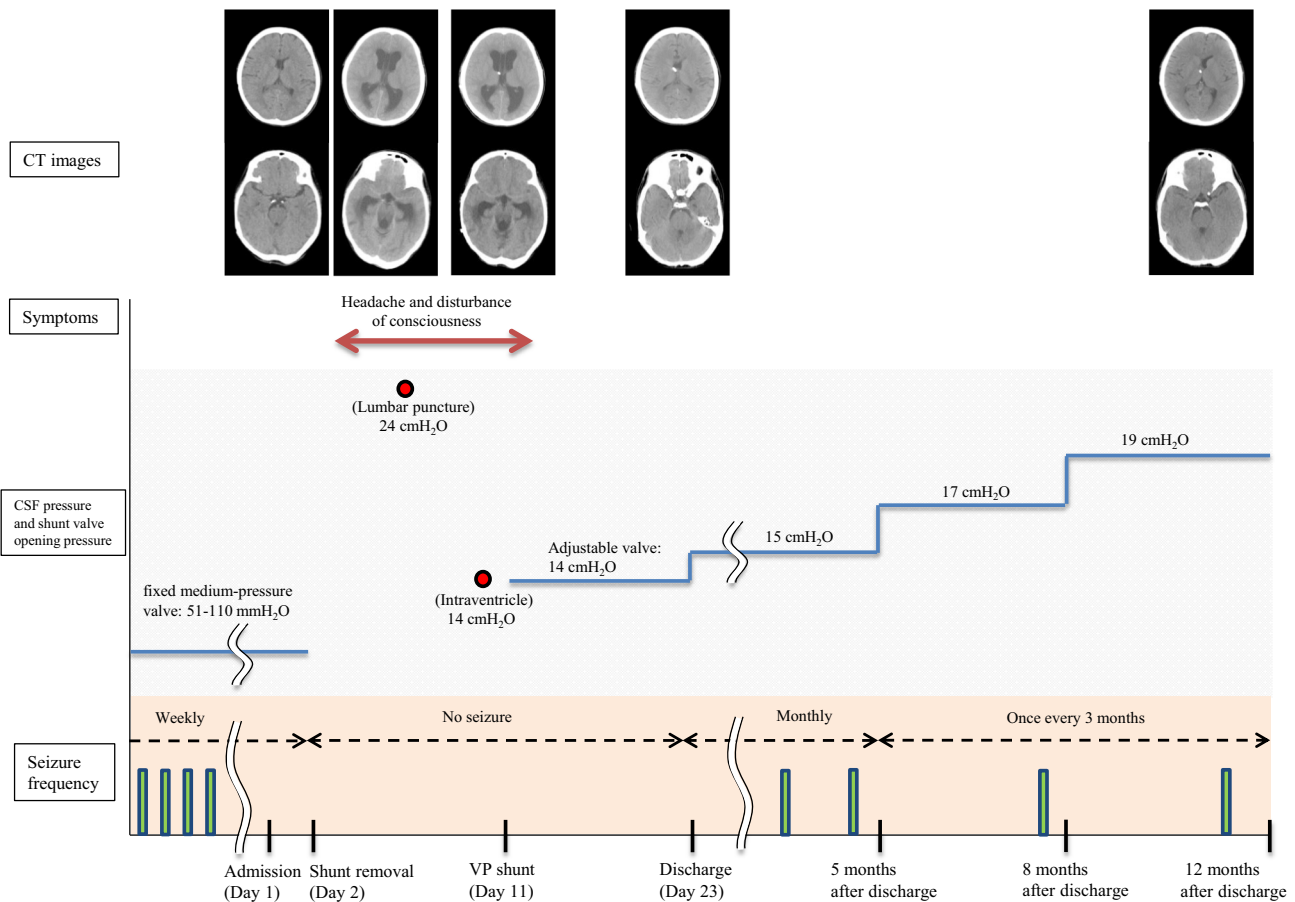 CT images
Symptoms
Headache and disturbance
of consciousness
(Lumbar puncture)
24 cmH₂O
19 cmH₂O
17 cmH₂O
CSF pressure
and shunt valve
opening pressure
Adjustable valve:
14 cmH₂O
15 cmH₂O
fixed medium-pressure
valve: 51-110 mmH₂O
(Intraventricle)
14 cmH₂O
Weekly
No seizure
Monthly
Once every 3 months
Seizure
frequency
Admission
(Day 1)
Shunt removal
(Day 2)
VP shunt
(Day 11)
Discharge
(Day 23)
5 months
after discharge
8 months
after discharge
12 months
after discharge